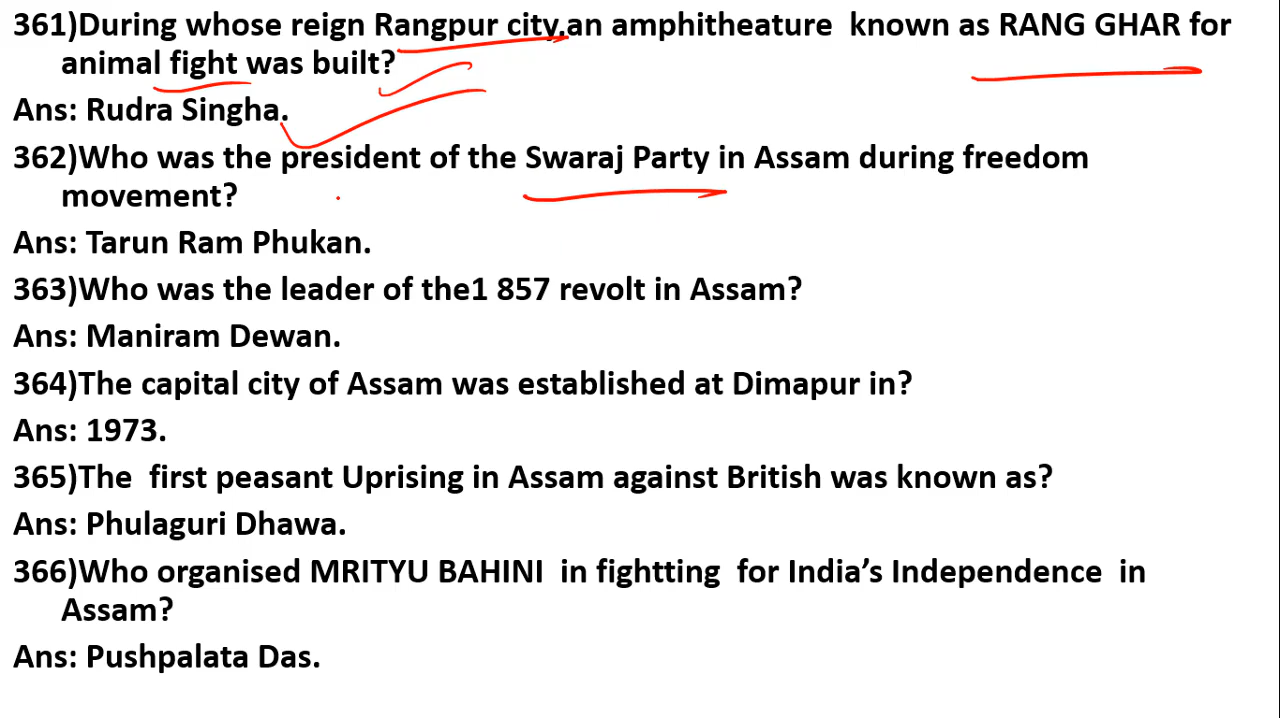 361)During whose reign Rangpur city,an amphitheature known as RANG GHAR for
animal fight was built?
Ans: Rudra Singha.
362)Who was the president of the Swaraj Party in Assam during freedom
movement?
Ans: Tarun Ram Phukan.
363)Who was the leader of the1 857 revolt in Assam?
Ans: Maniram Dewan.
364)The capital city of Assam was established at Dimapur in?
Ans: 1973.
365)The first peasant Uprising in Assam against British was known as?
Ans: Phulaguri Dhawa.
366)Who organised MRITYU BAHINI in fightting for India’s Independence in
Assam?
Ans: Pushpalata Das.